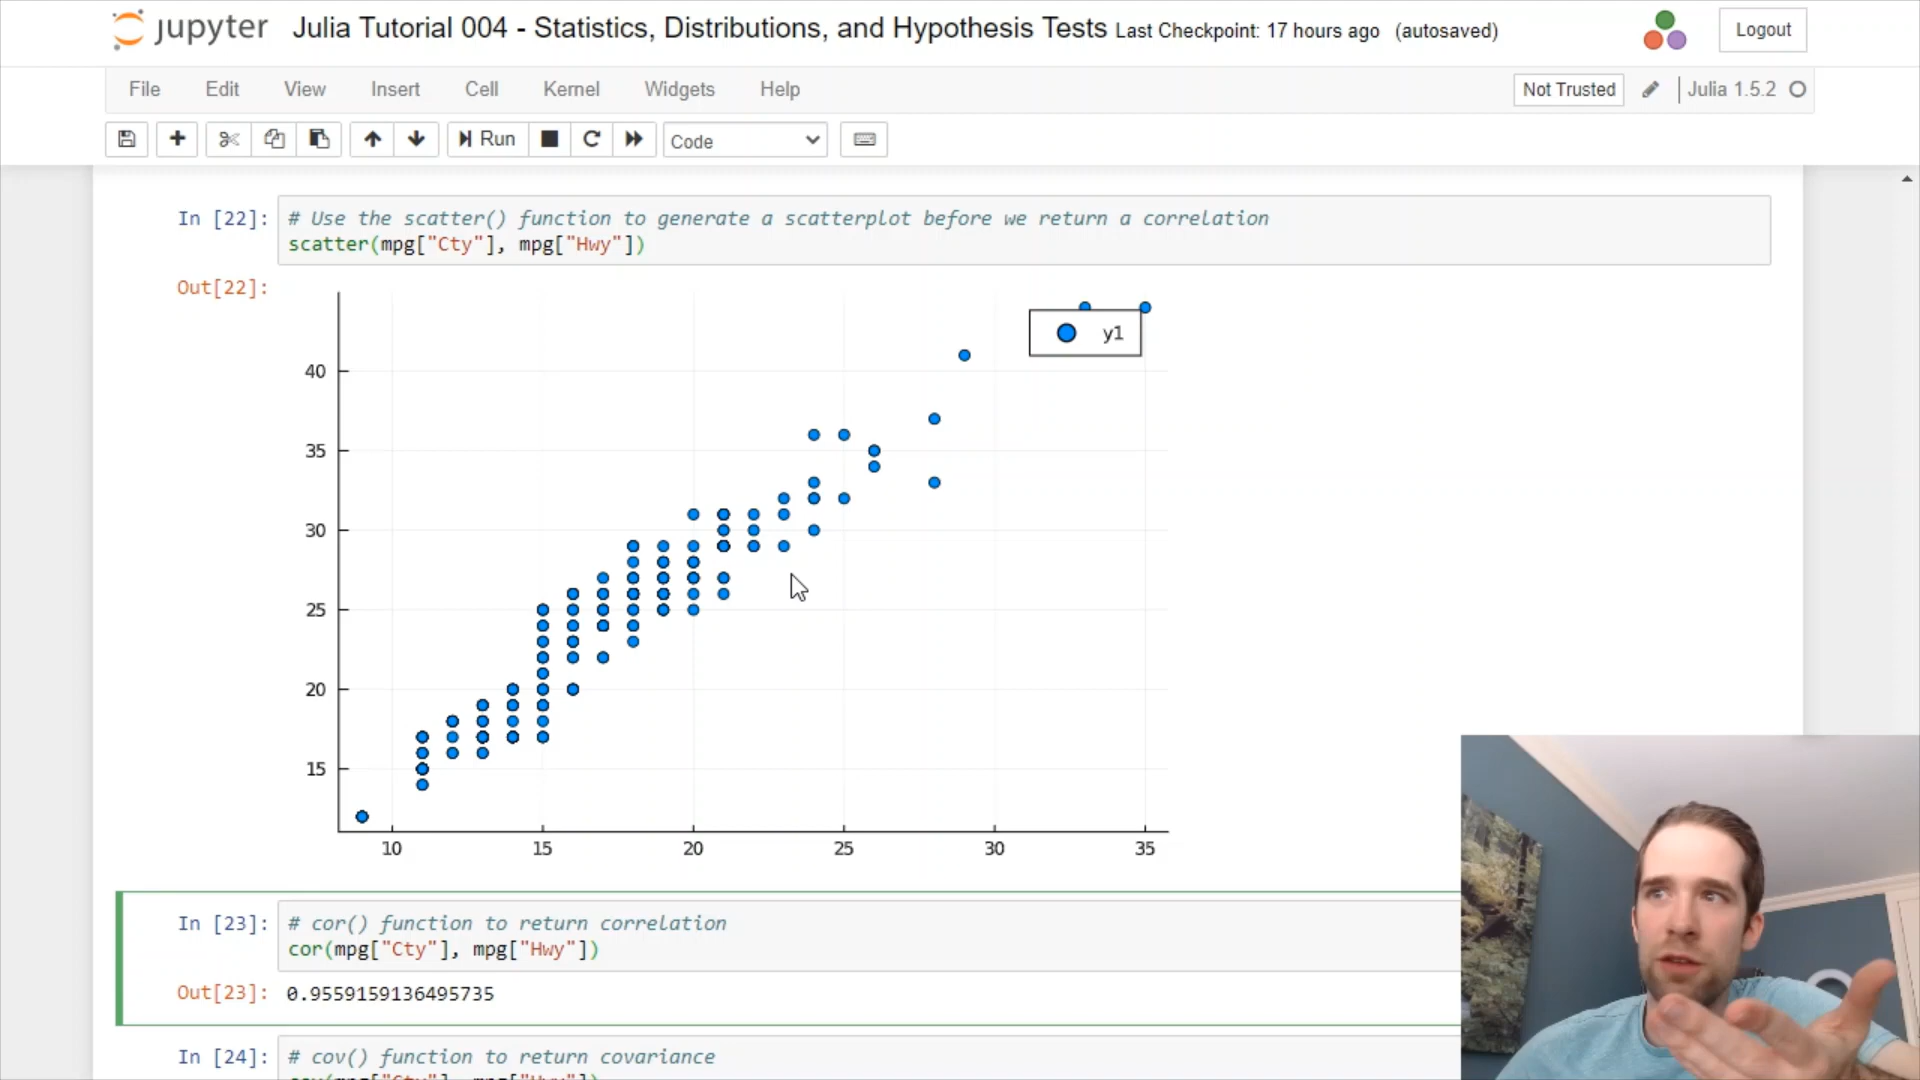 jupyter Julia Tutorial 004 - Statistics, Distributions, and Hypothesis Tests Last Checkpoint: 17 hours ago (autosaved) Logout
File Edit View Insert Cell Kernel Widgets Help Not Trusted Julia 1.5.2
Run Code
In [22]: # Use the scatter() function to generate a scatterplot before we return a correlation
scatter(mpg["Cty"], mpg["Hwy"])
Out[22]:
y1
40
35
30
25
20
15
10 15 20 25 30 35
In [23]: # cor() function to return correlation
cor(mpg["Cty"], mpg["Hwy"])
Out[23]: 0.9559159136495735
In [24]: # cov() function to return covariance